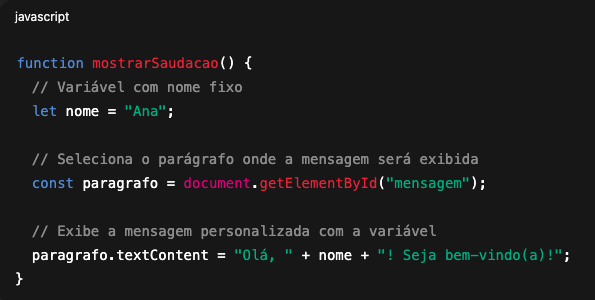 javascript
function mostrarSaudacao() {
  // Variável com nome fixo
  let nome = "Ana";
  // Seleciona o parágrafo onde a mensagem será exibida
  const paragrafo = document.getElementById("mensagem");
  // Exibe a mensagem personalizada com a variável
  paragrafo.textContent = "Olá, " + nome + "! Seja bem-vindo(a)!";
}